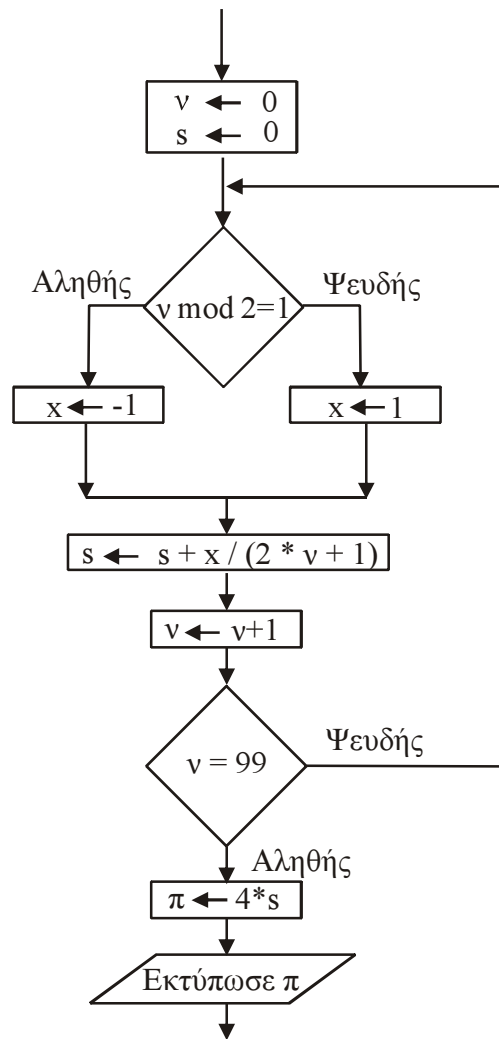 ν ← 0
s ← 0
Αληθής
Ψευδής
ν mod 2=1
x ← -1
x ← 1
s ← s + x / (2 * ν + 1)
ν ← ν+1
Ψευδής
ν = 99
Αληθής
π ← 4*s
Εκτύπωσε π